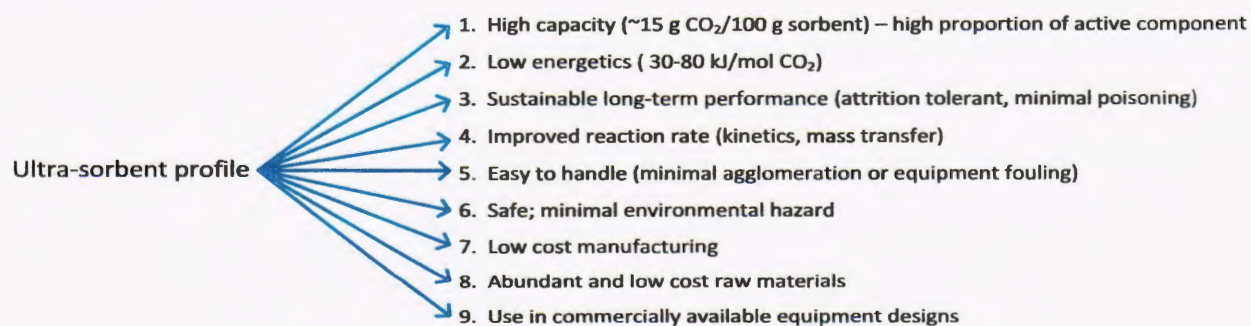 1. High capacity (~15 g CO₂/100 g sorbent) – high proportion of active component
2. Low energetics ( 30-80 kJ/mol CO₂)
3. Sustainable long-term performance (attrition tolerant, minimal poisoning)
4. Improved reaction rate (kinetics, mass transfer)
Ultra-sorbent profile
5. Easy to handle (minimal agglomeration or equipment fouling)
6. Safe; minimal environmental hazard
7. Low cost manufacturing
8. Abundant and low cost raw materials
9. Use in commercially available equipment designs